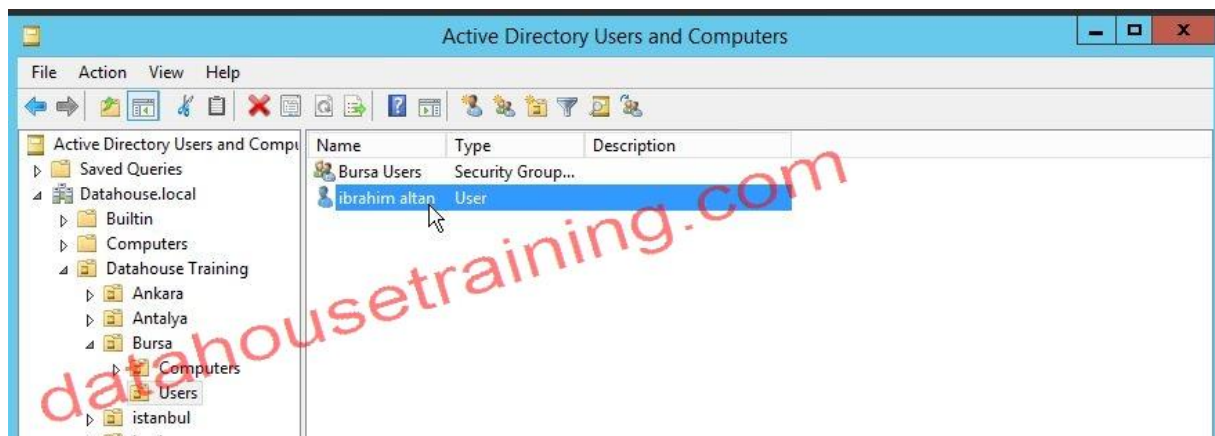 Active Directory Users and Computers
File Action View Help
Active Directory Users and Compu
Saved Queries
Datahouse.local
Builtin
Computers
Datahouse Training
Ankara
Antalya
Bursa
Computers
Users
istanbul
Name Type Description
Bursa Users Security Group...
ibrahim altan User
datahousetraining.com